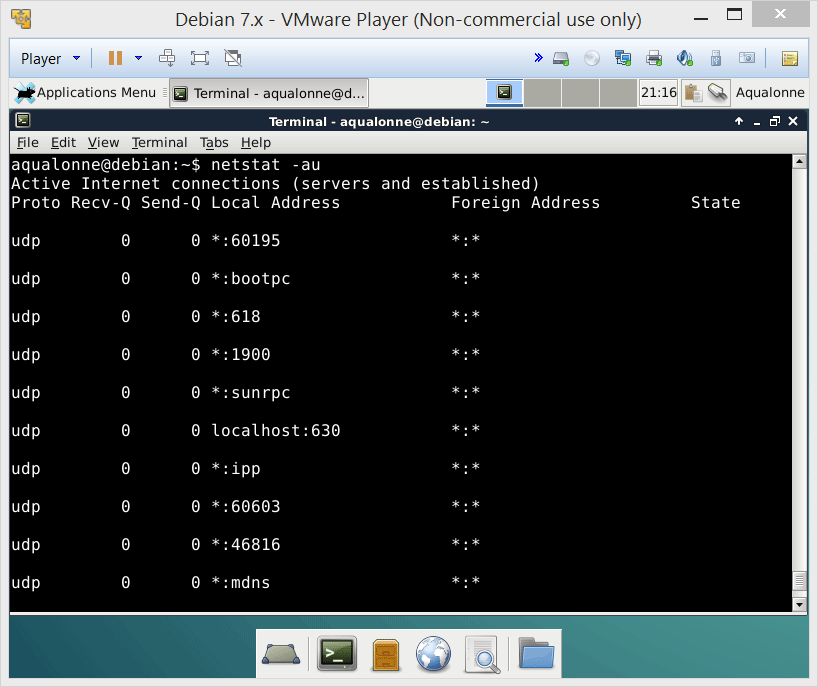 Debian 7.x - VMware Player (Non-commercial use only)
Player
Applications Menu
Terminal - aqualonne@d...
21:16
Aqualonne
Terminal - aqualonne@debian: ~
File Edit View Terminal Tabs Help
aqualonne@debian:~$ netstat -au
Active Internet connections (servers and established)
Proto Recv-Q Send-Q Local Address Foreign Address State
udp 0 0 *:60195 *:*
udp 0 0 *:bootpc *:*
udp 0 0 *:618 *:*
udp 0 0 *:1900 *:*
udp 0 0 *:sunrpc *:*
udp 0 0 localhost:630 *:*
udp 0 0 *:ipp *:*
udp 0 0 *:60603 *:*
udp 0 0 *:46816 *:*
udp 0 0 *:mdns *:*